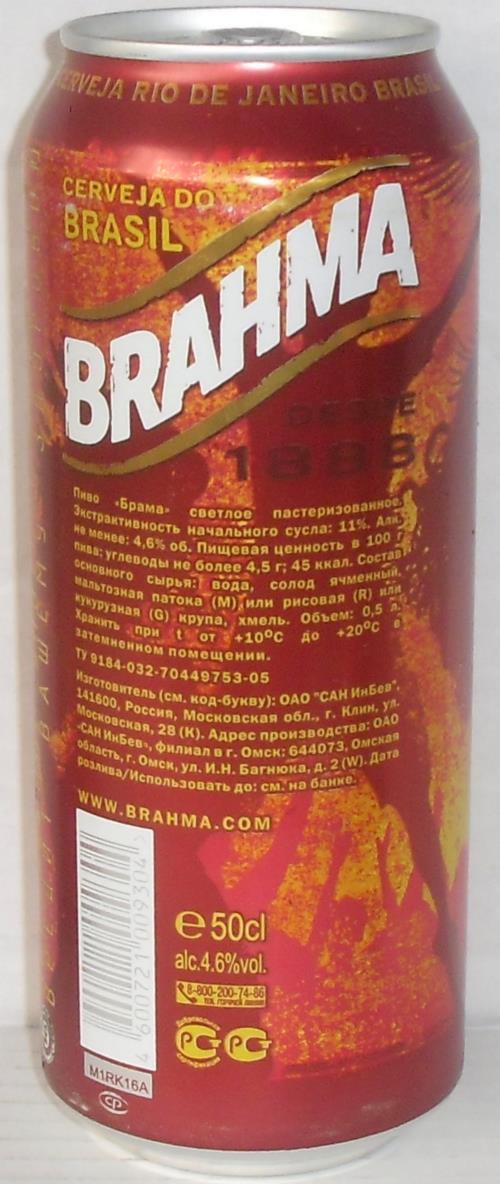 CERVEJA RIO DE JANEIRO BRASIL
CERVEJA DO
BRASIL
BRAHMA
DESDE
1888
Пиво «Брама» светлое пастеризованное.
Экстрактивность начального сусла: 11%. Алк.
не менее: 4,6% об. Пищевая ценность в 100 г
пива: углеводы не более 4,5 г; 45 ккал. Состав
основного сырья: вода, солод ячменный,
мальтозная патока (M) или рисовая (R) или
кукурузная (G) крупа, хмель. Объем: 0,5 л.
Хранить при t от +10°C до +20°C в
затемненном помещении.
ТУ 9184-032-70449753-05
Изготовитель (см. код-букву): ОАО "САН ИнБев",
141600, Россия, Московская обл., г. Клин, ул.
Московская, 28 (К). Адрес производства: ОАО
«САН ИнБев», филиал в г. Омск: 644073, Омская
область, г. Омск, ул. И.Н. Багнюка, д. 2 (W). Дата
розлива/Использовать до: см. на банке.
WWW.BRAHMA.COM
4 600721 009304
e 50cl
alc.4.6%vol.
8-800-200-74-86
ТЕЛ. ГОРЯЧЕЙ ЛИНИИ
Добровольная
сертификация
M1RK16A
CP